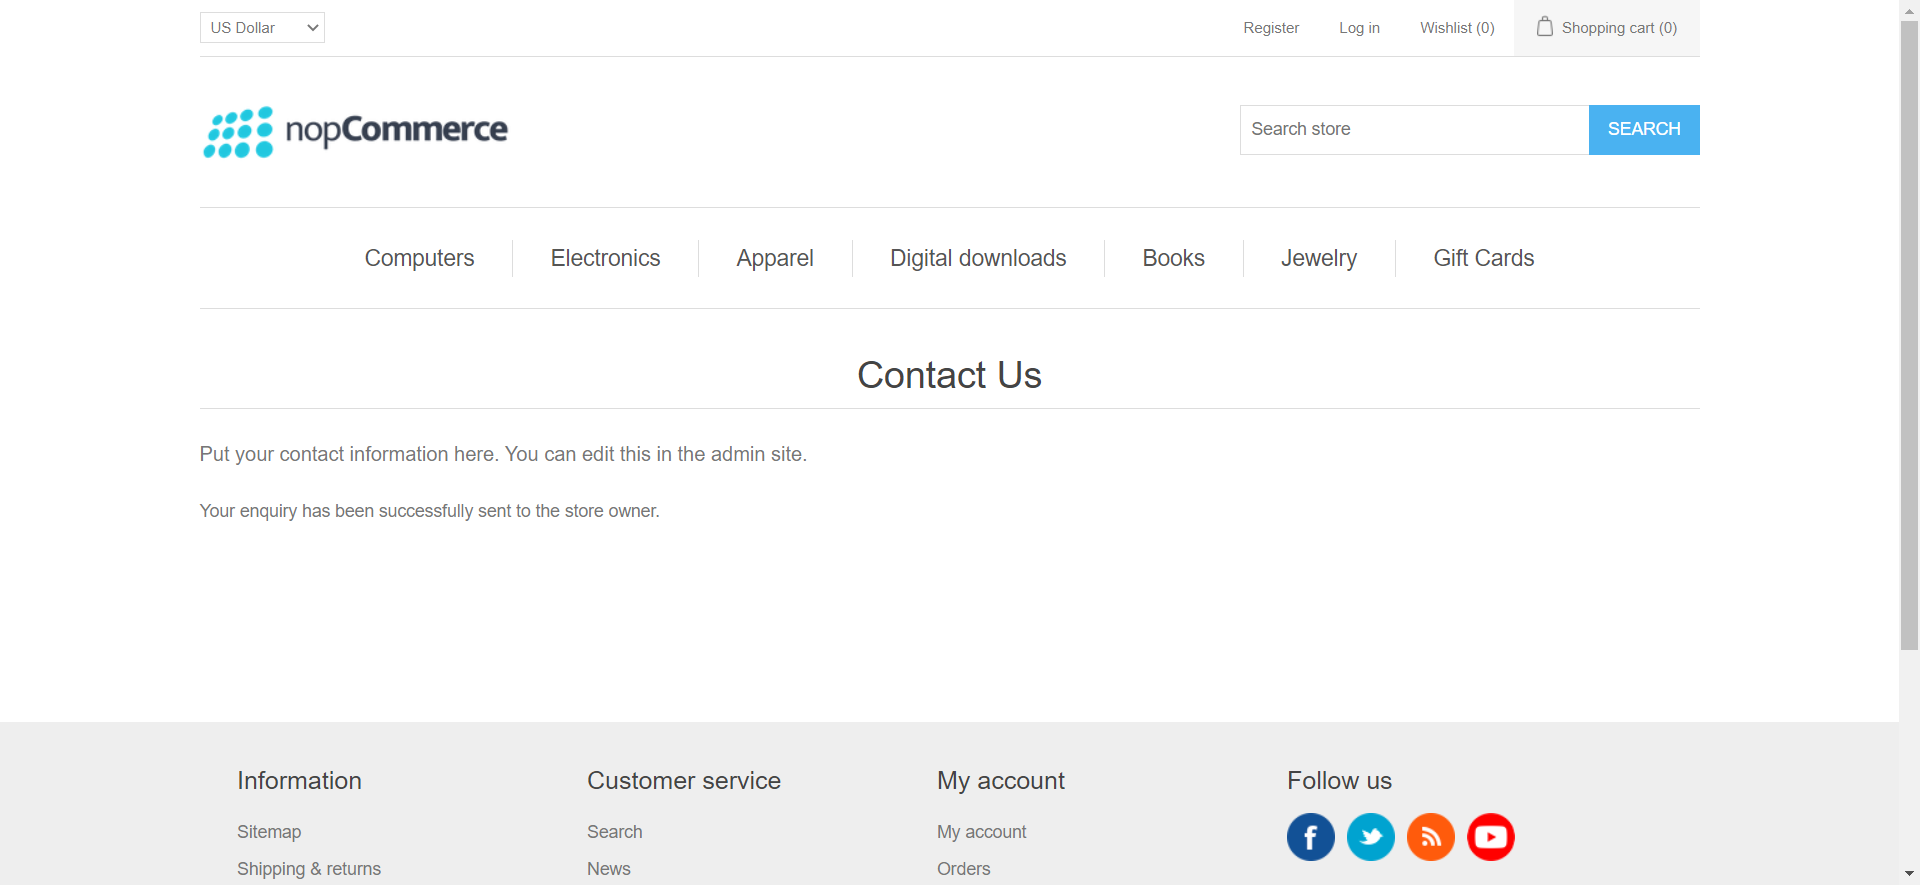 US Dollar
Register
Log in
Wishlist (0)
Shopping cart (0)
nopCommerce
Search store
SEARCH
Computers
Electronics
Apparel
Digital downloads
Books
Jewelry
Gift Cards
Contact Us
Put your contact information here. You can edit this in the admin site.
Your enquiry has been successfully sent to the store owner.
Information
Sitemap
Shipping & returns
Customer service
Search
News
My account
My account
Orders
Follow us